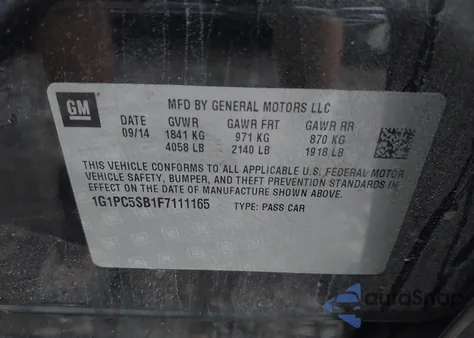 GM
MFD BY GENERAL MOTORS LLC
DATE GVWR GAWR FRT GAWR RR
09/14 1841 KG 971 KG 870 KG
4058 LB 2140 LB 1918 LB
THIS VEHICLE CONFORMS TO ALL APPLICABLE U.S. FEDERAL MOTOR
VEHICLE SAFETY, BUMPER, AND THEFT PREVENTION STANDARDS IN
EFFECT ON THE DATE OF MANUFACTURE SHOWN ABOVE.
1G1PC5SB1F7111165 TYPE: PASS CAR
autoSnap